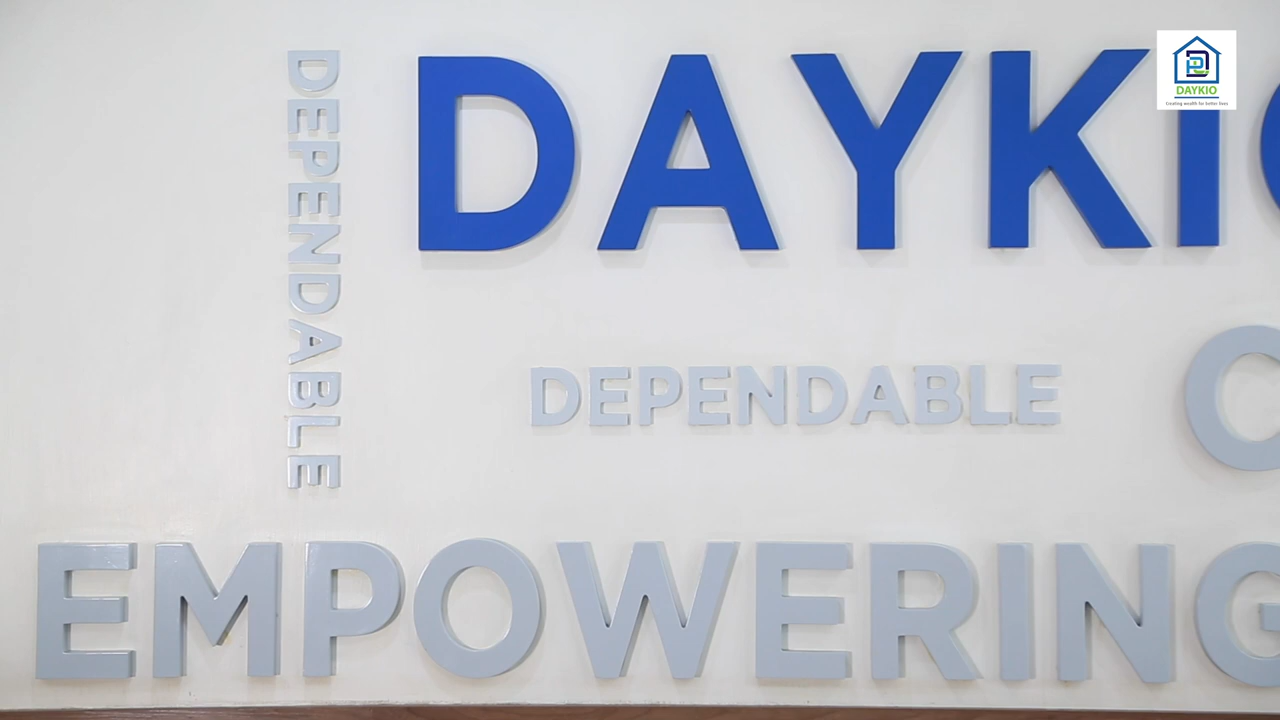 DEPENDABLE
DAYKIO
DAYKIO
Creating wealth for better lives
DEPENDABLE
EMPOWERING